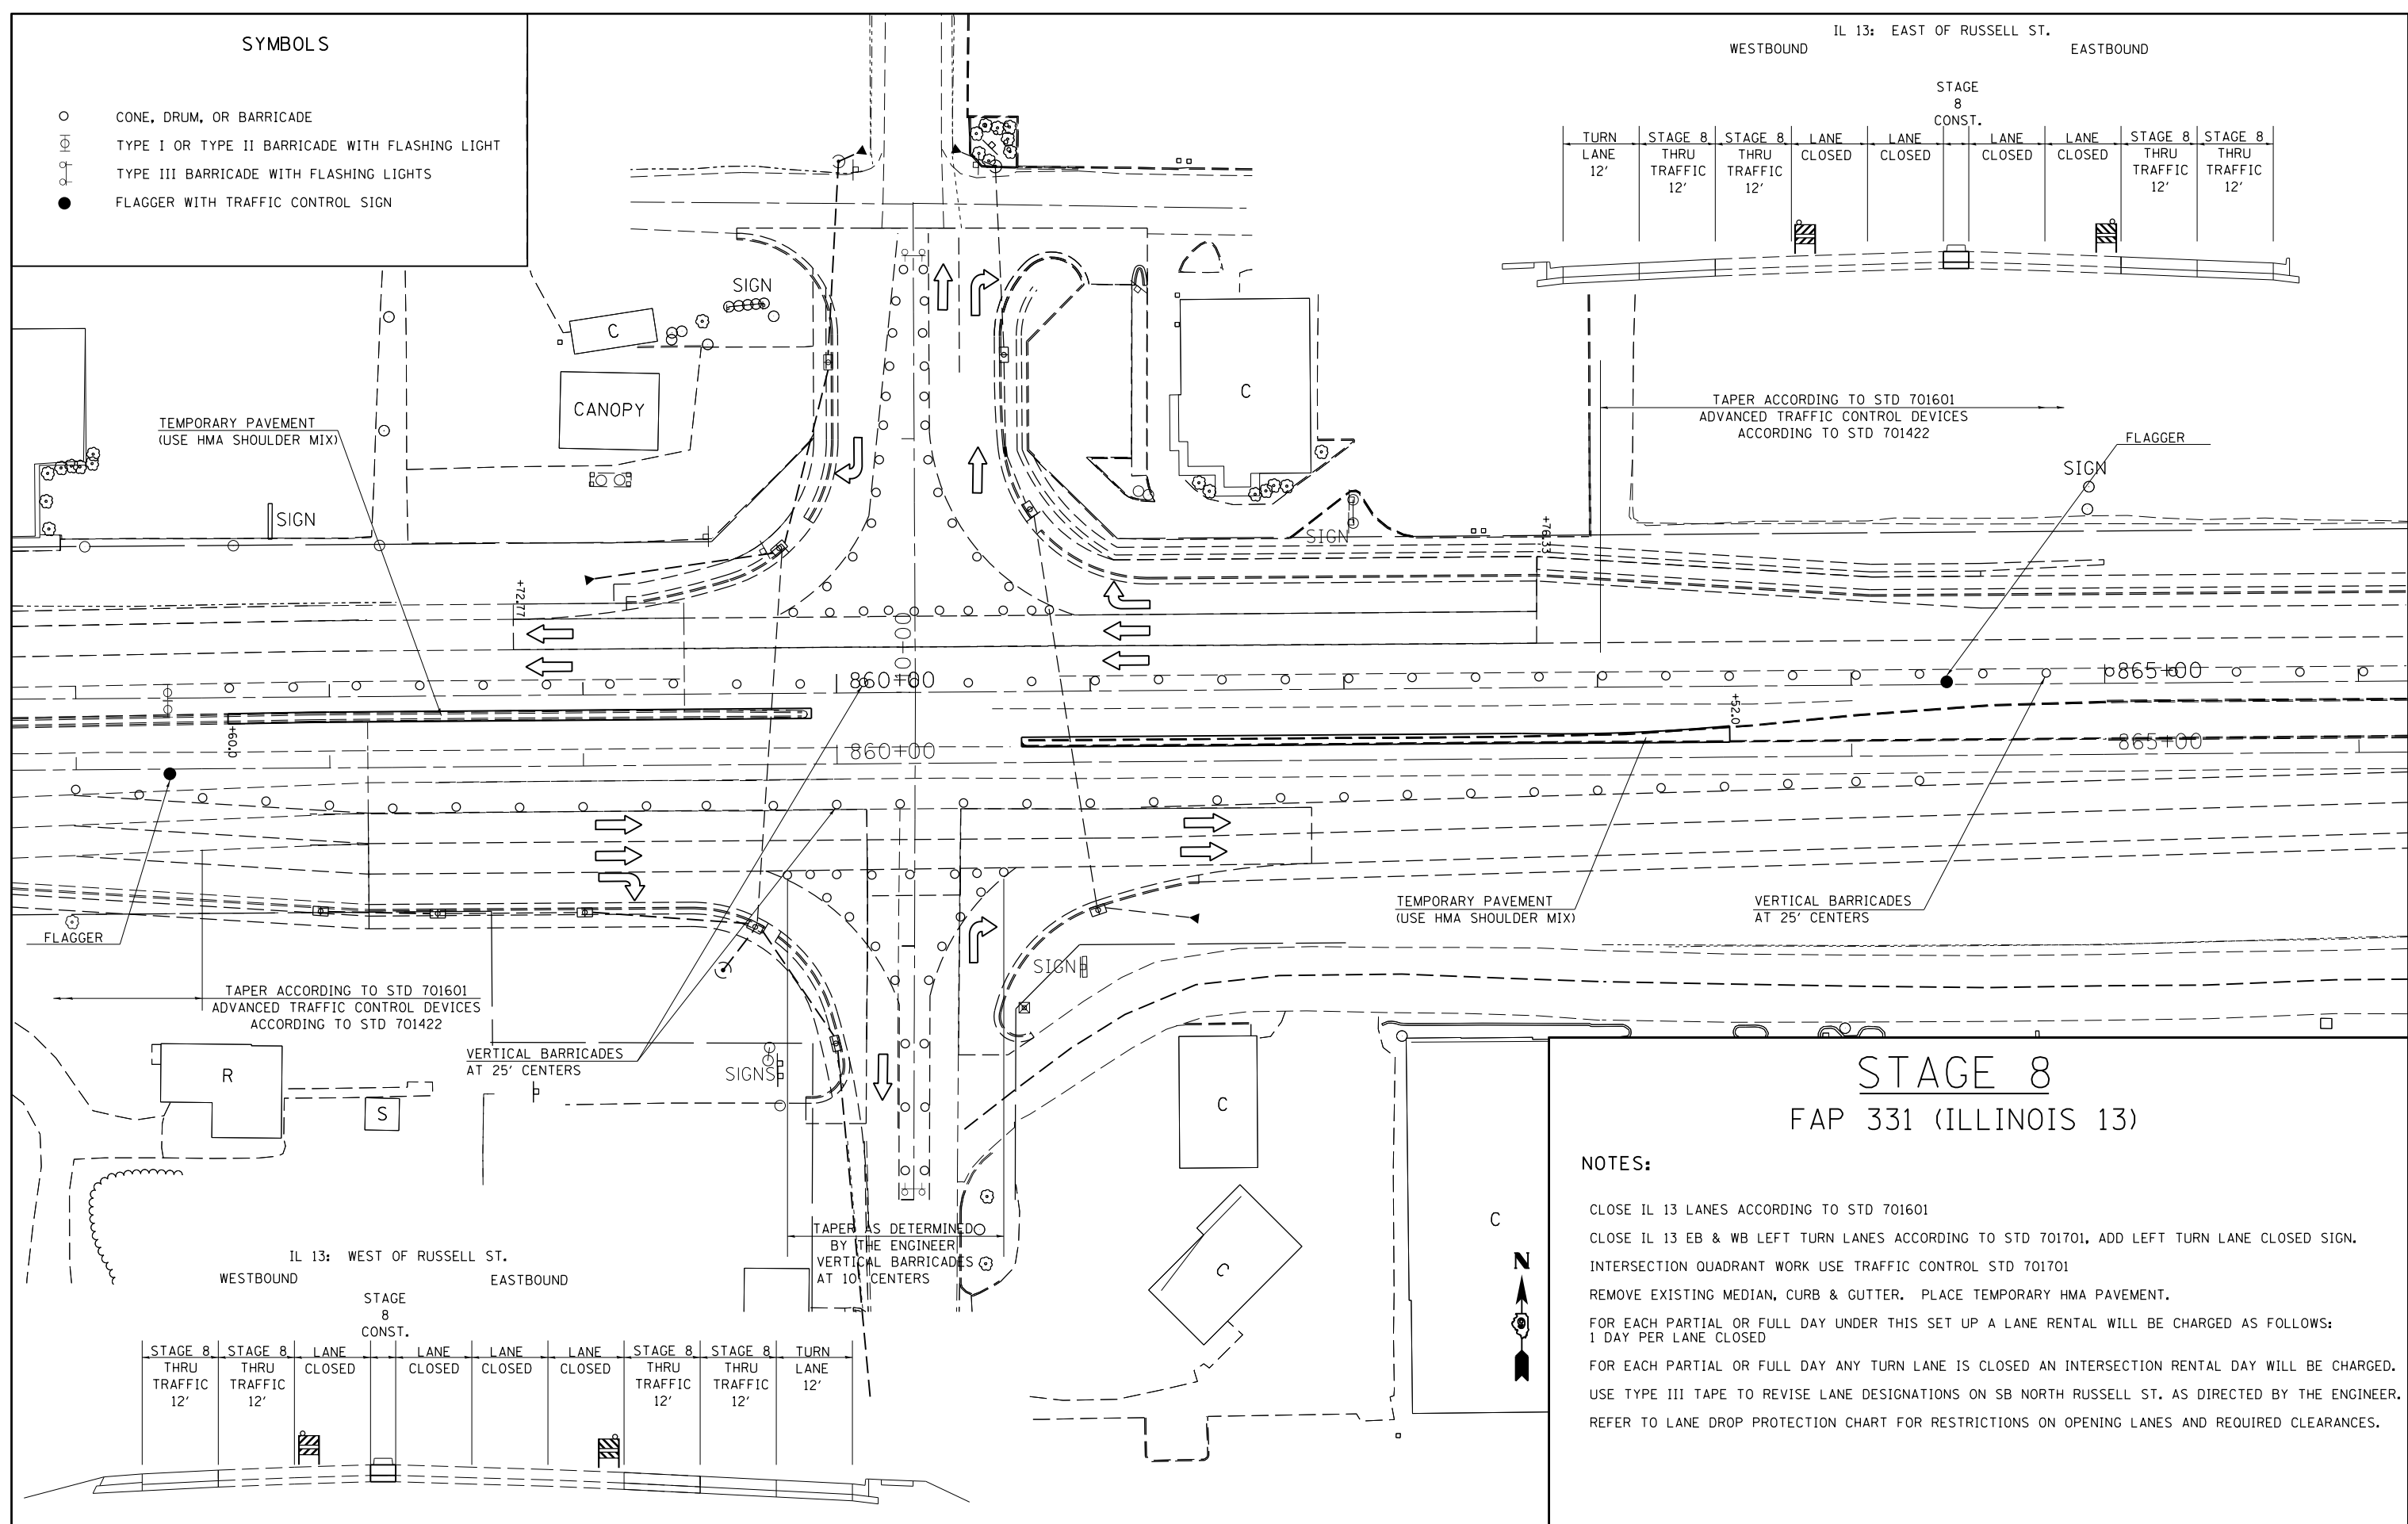 SYMBOLS
CONE, DRUM, OR BARRICADE
TYPE I OR TYPE II BARRICADE WITH FLASHING LIGHT
TYPE III BARRICADE WITH FLASHING LIGHTS
FLAGGER WITH TRAFFIC CONTROL SIGN
IL 13: EAST OF RUSSELL ST.
WESTBOUND
EASTBOUND
STAGE
8
CONST.
TURN
LANE
12'
STAGE 8
THRU
TRAFFIC
12'
STAGE 8
THRU
TRAFFIC
12'
LANE
CLOSED
LANE
CLOSED
LANE
CLOSED
LANE
CLOSED
STAGE 8
THRU
TRAFFIC
12'
STAGE 8
THRU
TRAFFIC
12'
SIGN
C
CANOPY
C
TEMPORARY PAVEMENT
(USE HMA SHOULDER MIX)
TAPER ACCORDING TO STD 701601
ADVANCED TRAFFIC CONTROL DEVICES
ACCORDING TO STD 701422
FLAGGER
SIGN
SIGN
SIGN
+76.33
+72.77
860+00
865+00
+52.0
+60.0
860+00
865+00
TEMPORARY PAVEMENT
(USE HMA SHOULDER MIX)
VERTICAL BARRICADES
AT 25' CENTERS
FLAGGER
SIGN
TAPER ACCORDING TO STD 701601
ADVANCED TRAFFIC CONTROL DEVICES
ACCORDING TO STD 701422
VERTICAL BARRICADES
AT 25' CENTERS
SIGNS
R
S
C
C
C
TAPER AS DETERMINED
BY THE ENGINEER
VERTICAL BARRICADES
AT 10' CENTERS
N
IL 13: WEST OF RUSSELL ST.
WESTBOUND
EASTBOUND
STAGE
8
CONST.
STAGE 8
THRU
TRAFFIC
12'
STAGE 8
THRU
TRAFFIC
12'
LANE
CLOSED
LANE
CLOSED
LANE
CLOSED
LANE
CLOSED
STAGE 8
THRU
TRAFFIC
12'
STAGE 8
THRU
TRAFFIC
12'
TURN
LANE
12'
STAGE 8
FAP 331 (ILLINOIS 13)
NOTES:
CLOSE IL 13 LANES ACCORDING TO STD 701601
CLOSE IL 13 EB & WB LEFT TURN LANES ACCORDING TO STD 701701, ADD LEFT TURN LANE CLOSED SIGN.
INTERSECTION QUADRANT WORK USE TRAFFIC CONTROL STD 701701
REMOVE EXISTING MEDIAN, CURB & GUTTER. PLACE TEMPORARY HMA PAVEMENT.
FOR EACH PARTIAL OR FULL DAY UNDER THIS SET UP A LANE RENTAL WILL BE CHARGED AS FOLLOWS:
1 DAY PER LANE CLOSED
FOR EACH PARTIAL OR FULL DAY ANY TURN LANE IS CLOSED AN INTERSECTION RENTAL DAY WILL BE CHARGED.
USE TYPE III TAPE TO REVISE LANE DESIGNATIONS ON SB NORTH RUSSELL ST. AS DIRECTED BY THE ENGINEER.
REFER TO LANE DROP PROTECTION CHART FOR RESTRICTIONS ON OPENING LANES AND REQUIRED CLEARANCES.